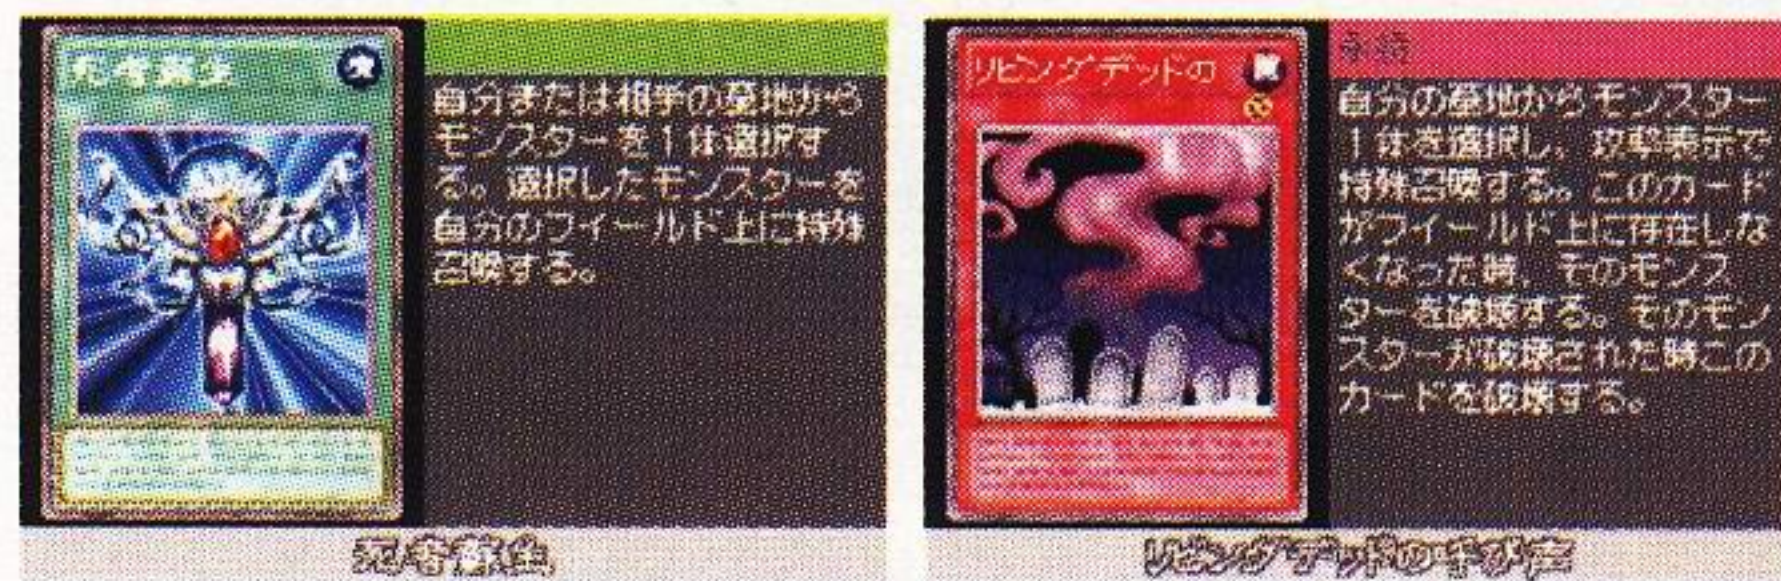 死者蘇生
自分または相手の墓地から
モンスターを1体選択す
る。選択したモンスターを
自分のフィールド上に特殊
召喚する。
死者蘇生
リビングデッドの
永続
自分の墓地からモンスター
1体を選択し、攻撃表示で
特殊召喚する。このカード
がフィールド上に存在しな
くなった時、そのモンス
ターを破壊する。そのモン
スターが破壊された時この
カードを破壊する。
リビングデッドの呼び声